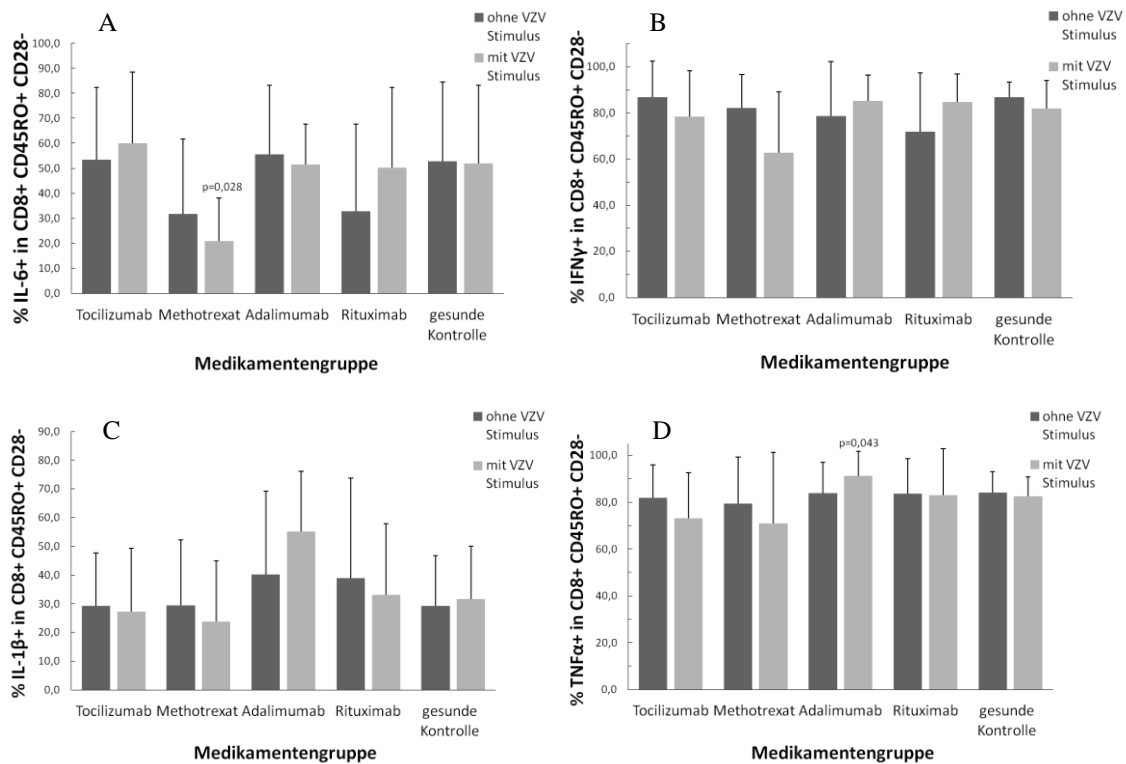 A
ohne VZV
Stimulus
mit VZV
Stimulus
% IL-6+ in CD8+ CD45RO+ CD28-
100,0
90,0
80,0
70,0
60,0
50,0
40,0
30,0
20,0
10,0
0,0
p=0,028
Tocilizumab Methotrexat Adalimumab Rituximab gesunde
Kontrolle
Medikamentengruppe
B
ohne VZV
Stimulus
mit VZV
Stimulus
% IFNγ+ in CD8+ CD45RO+ CD28-
100,0
80,0
60,0
40,0
20,0
0,0
Tocilizumab Methotrexat Adalimumab Rituximab gesunde
Kontrolle
Medikamentengruppe
C
ohne VZV
Stimulus
mit VZV
Stimulus
% IL-1β+ in CD8+ CD45RO+ CD28-
90,0
80,0
70,0
60,0
50,0
40,0
30,0
20,0
10,0
0,0
Tocilizumab Methotrexat Adalimumab Rituximab gesunde
Kontrolle
Medikamentengruppe
D
ohne VZV
Stimulus
mit VZV
Stimulus
% TNFα+ in CD8+ CD45RO+ CD28-
100,0
80,0
60,0
40,0
20,0
0,0
p=0,043
Tocilizumab Methotrexat Adalimumab Rituximab gesunde
Kontrolle
Medikamentengruppe